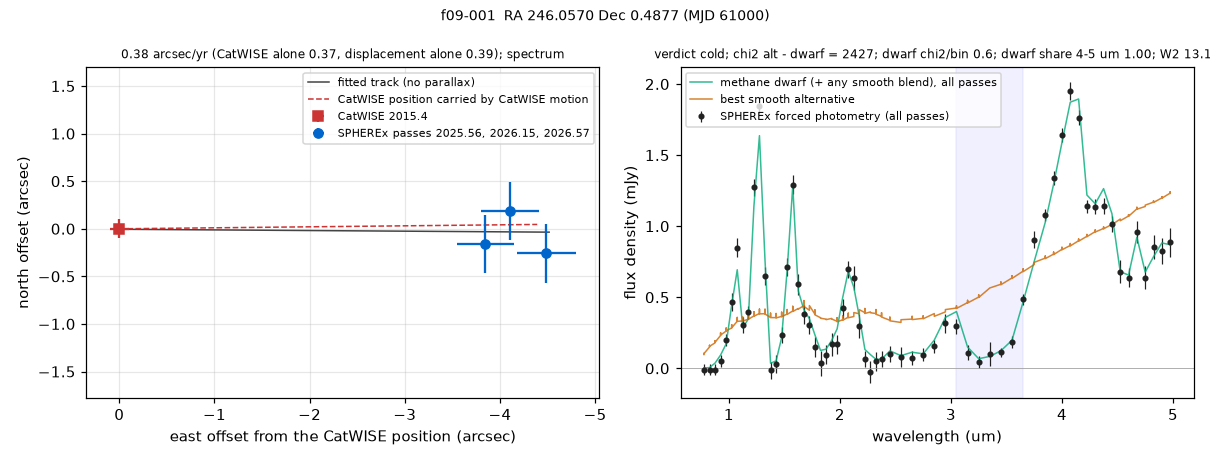 f09-001 RA 246.0570 Dec 0.4877 (MJD 61000)
0.38 arcsec/yr (CatWISE alone 0.37, displacement alone 0.39); spectrum
fitted track (no parallax)
CatWISE position carried by CatWISE motion
CatWISE 2015.4
SPHEREx passes 2025.56, 2026.15, 2026.57
north offset (arcsec)
1.5
1.0
0.5
0.0
−0.5
−1.0
−1.5
0 −1 −2 −3 −4 −5
east offset from the CatWISE position (arcsec)
verdict cold; chi2 alt - dwarf = 2427; dwarf chi2/bin 0.6; dwarf share 4-5 um 1.00; W2 13.1
methane dwarf (+ any smooth blend), all passes
best smooth alternative
SPHEREx forced photometry (all passes)
flux density (mJy)
2.0
1.5
1.0
0.5
0.0
1 2 3 4 5
wavelength (um)